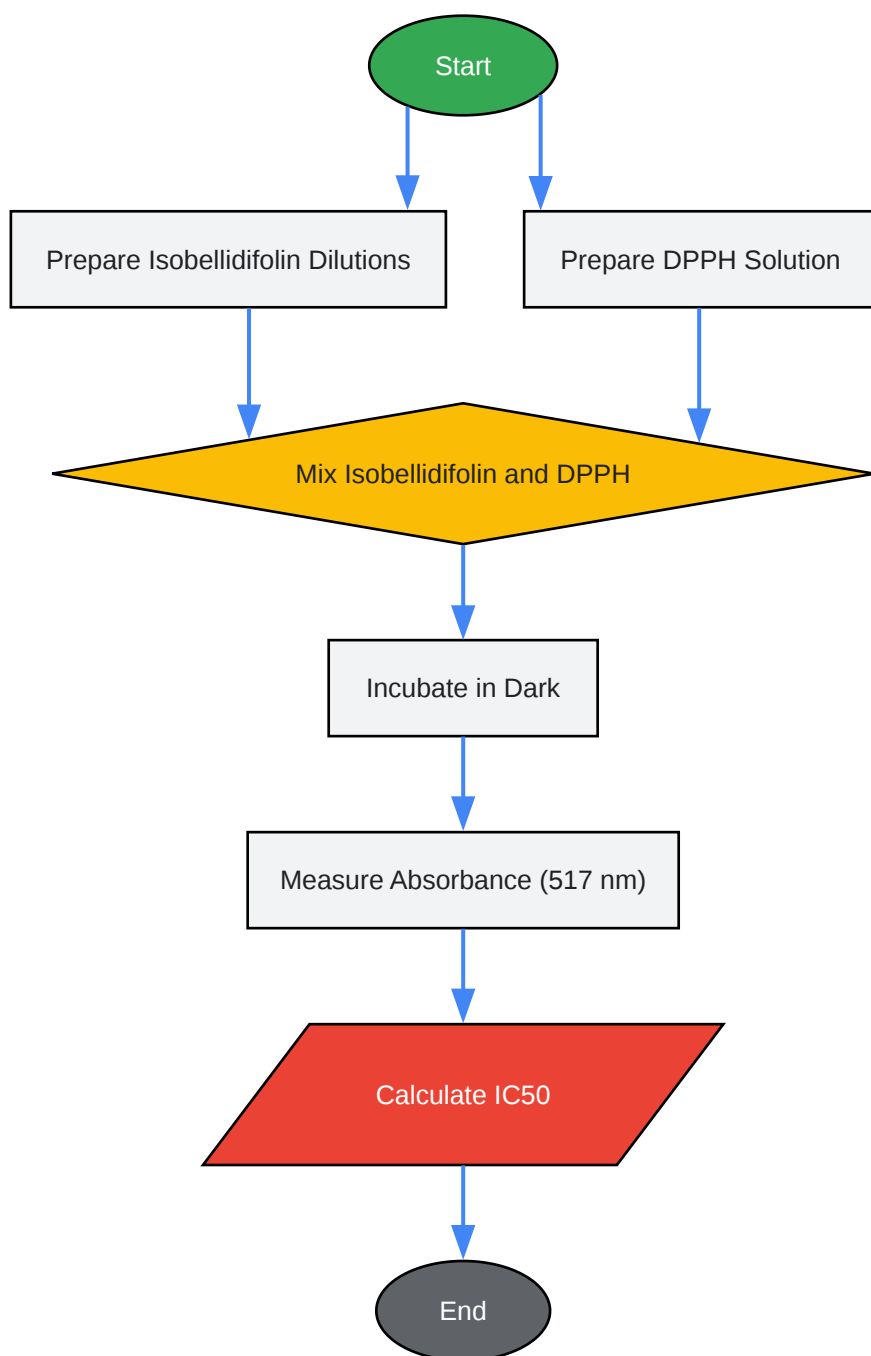 Start
Prepare Isobellidifolin Dilutions
Prepare DPPH Solution
Mix Isobellidifolin and DPPH
Incubate in Dark
Measure Absorbance (517 nm)
Calculate IC50
End